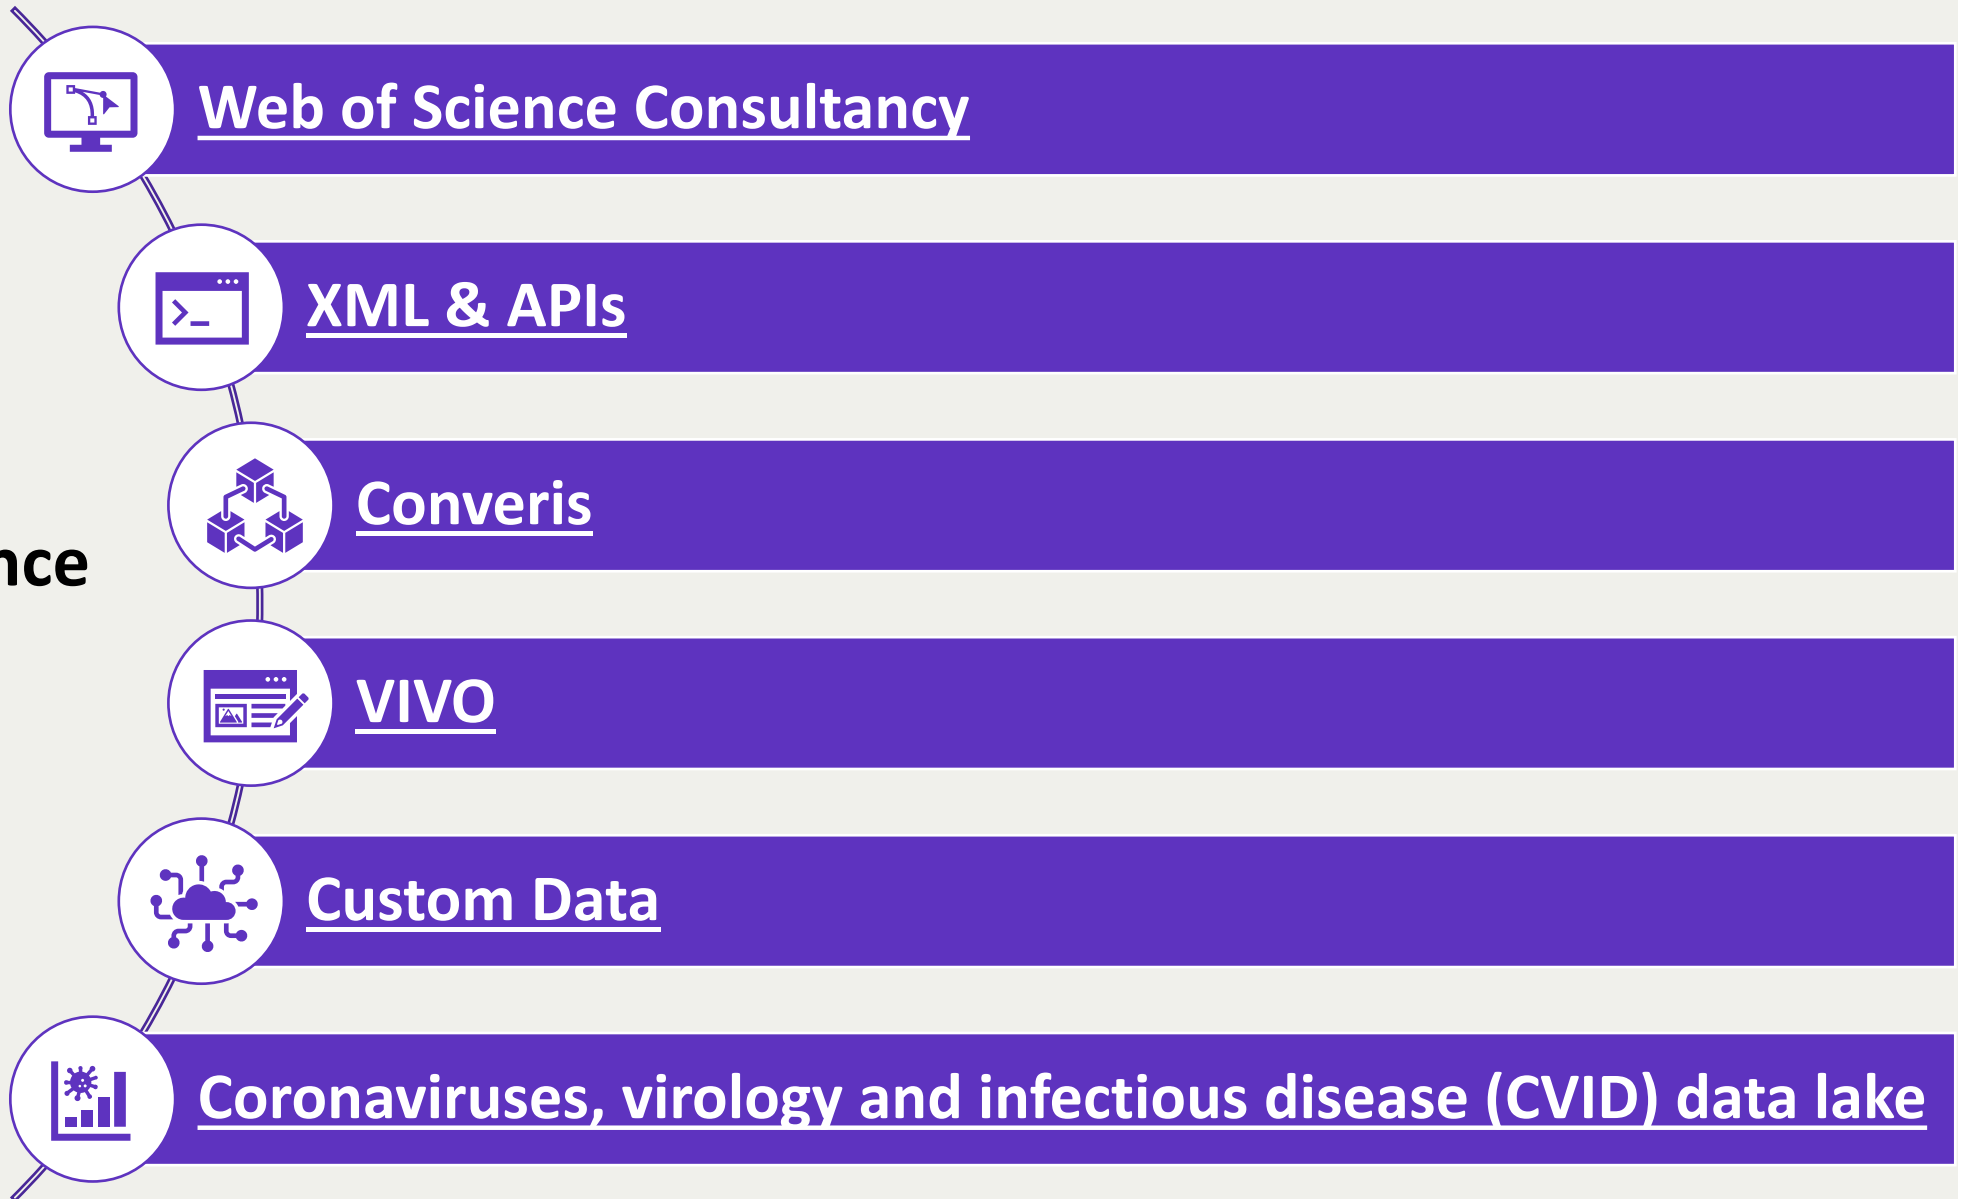 Web of Science Consultancy
XML & APIs
Converis
nce
VIVO
Custom Data
Coronaviruses, virology and infectious disease (CVID) data lake